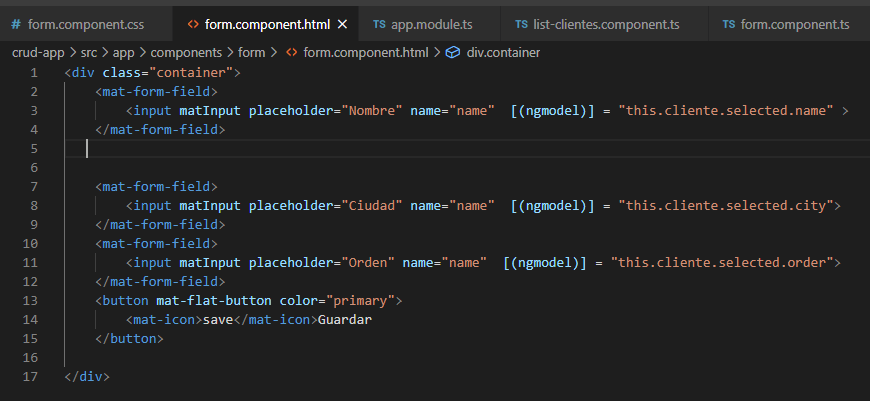 # form.component.css <> form.component.html × TS app.module.ts TS list-clientes.component.ts TS form.component.ts
crud-app > src > app > components > form > <> form.component.html > div.container
1 <div class="container">
2 <mat-form-field>
3 <input matInput placeholder="Nombre" name="name"  [(ngmodel)] = "this.cliente.selected.name" >
4 </mat-form-field>
5
6
7 <mat-form-field>
8 <input matInput placeholder="Ciudad" name="name"  [(ngmodel)] = "this.cliente.selected.city">
9 </mat-form-field>
10 <mat-form-field>
11 <input matInput placeholder="Orden" name="name"  [(ngmodel)] = "this.cliente.selected.order">
12 </mat-form-field>
13 <button mat-flat-button color="primary">
14 <mat-icon>save</mat-icon>Guardar
15 </button>
16
17 </div>